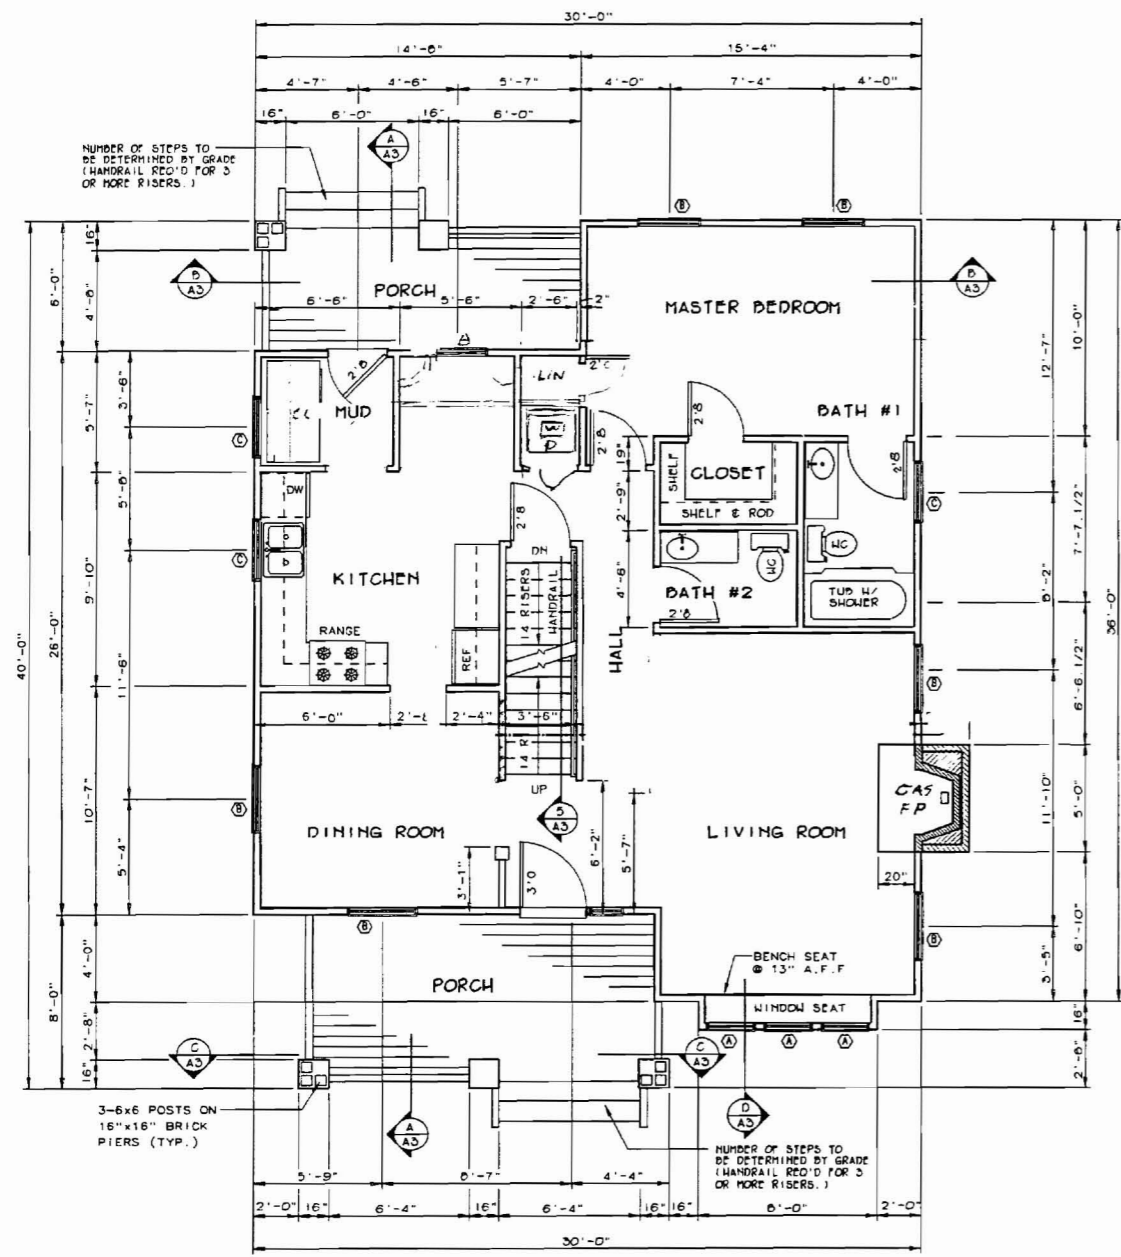 30'-0"
14'-8"
15'-4"
4'-7"
4'-6"
5'-7"
4'-0"
7'-4"
4'-0"
16"
6'-0"
16"
6'-0"
A
A3
NUMBER OF STEPS TO
BE DETERMINED BY GRADE
(HANDRAIL REQ'D FOR 3
OR MORE RISERS.)
B
B
16"
6'-0"
4'-8"
B
A3
PORCH
6'-6"
5'-6"
2'-6"
2"
MASTER BEDROOM
B
A3
10'-0"
12'-7"
A
2'8
LIN
MUD
3'-6"
5'-7"
C
W
D
2'8
2'8
BATH #1
19"
SHELF
CLOSET
2'8
SHELF & ROD
C
DW
2'8
2'-9"
5'-8"
7'-7 1/2"
C
DN
KITCHEN
14 RISERS
HANDRAIL
4'-6"
WC
WC
BATH #2
2'8
TUB W/
SHOWER
9'-10"
8'-2"
36'-0"
RANGE
REF
HALL
26'-0"
40'-0"
11'-6"
6'-6 1/2"
B
6'-0"
2'-4"
3'-6"
14 R
UP
GAS
FP
5'-0"
11'-10"
B
10'-7"
5'-4"
DINING ROOM
5
A3
LIVING ROOM
20"
3'-1"
3'0
6'-2"
5'-7"
B
B
6'-10"
3'-5"
BENCH SEAT
@ 13" A.F.F
PORCH
WINDOW SEAT
4'-0"
8'-0"
2'-8"
16"
16"
2'-8"
A
A
A
C
A3
C
A3
3-6x6 POSTS ON
16"x16" BRICK
PIERS (TYP.)
A
A3
D
A3
NUMBER OF STEPS TO
BE DETERMINED BY GRADE
(HANDRAIL REQ'D FOR 3
OR MORE RISERS.)
5'-9"
8'-7"
4'-4"
2'-0"
16"
6'-4"
16"
6'-4"
16"
16"
8'-0"
2'-0"
30'-0"